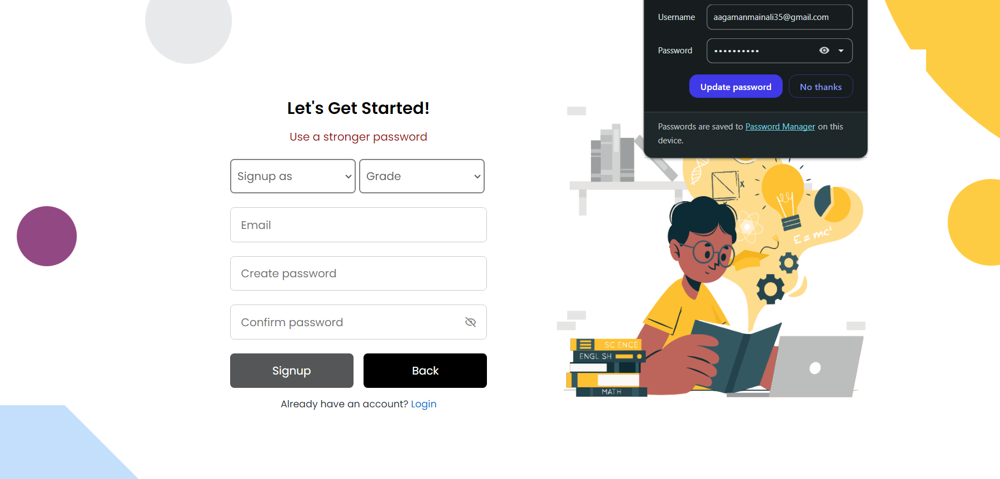 Username
aagamanmainali35@gmail.com
Password
••••••••••
Update password
No thanks
Passwords are saved to Password Manager on this
device.
Let's Get Started!
Use a stronger password
Signup as
Grade
Email
Create password
Confirm password
Signup
Back
Already have an account? Login
x
E = mc²
SC ENCE
ENGL SH
MATH